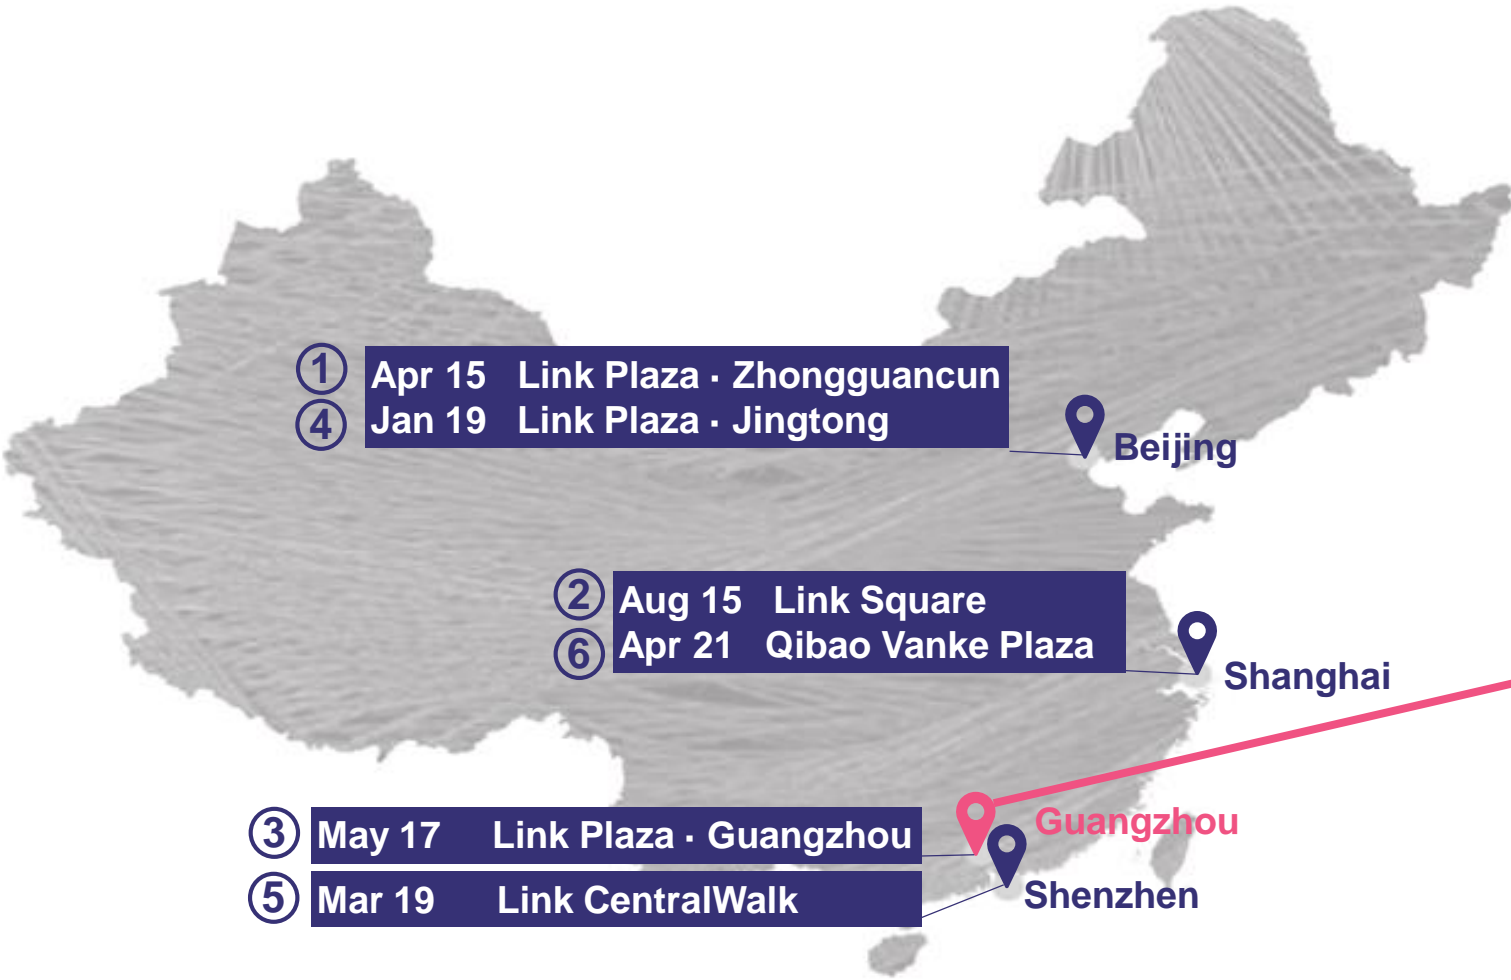 ① Apr 15 Link Plaza · Zhongguancun
④ Jan 19 Link Plaza · Jingtong
Beijing
② Aug 15 Link Square
⑥ Apr 21 Qibao Vanke Plaza
Shanghai
③ May 17 Link Plaza · Guangzhou
Guangzhou
⑤ Mar 19 Link CentralWalk
Shenzhen